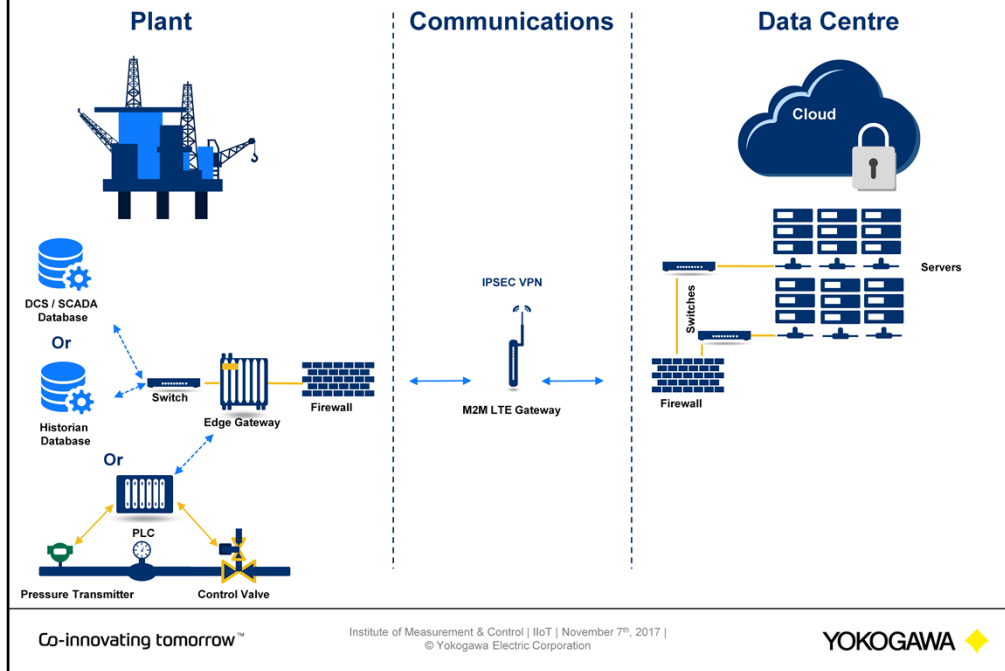 Plant
Communications
Data Centre
Cloud
DCS / SCADA
Database
Or
Historian
Database
Switch
Edge Gateway
Firewall
Or
PLC
Pressure Transmitter
Control Valve
IPSEC VPN
M2M LTE Gateway
Switches
Servers
Firewall
Co-innovating tomorrow™
Institute of Measurement & Control | IIoT | November 7th, 2017 |
© Yokogawa Electric Corporation
YOKOGAWA